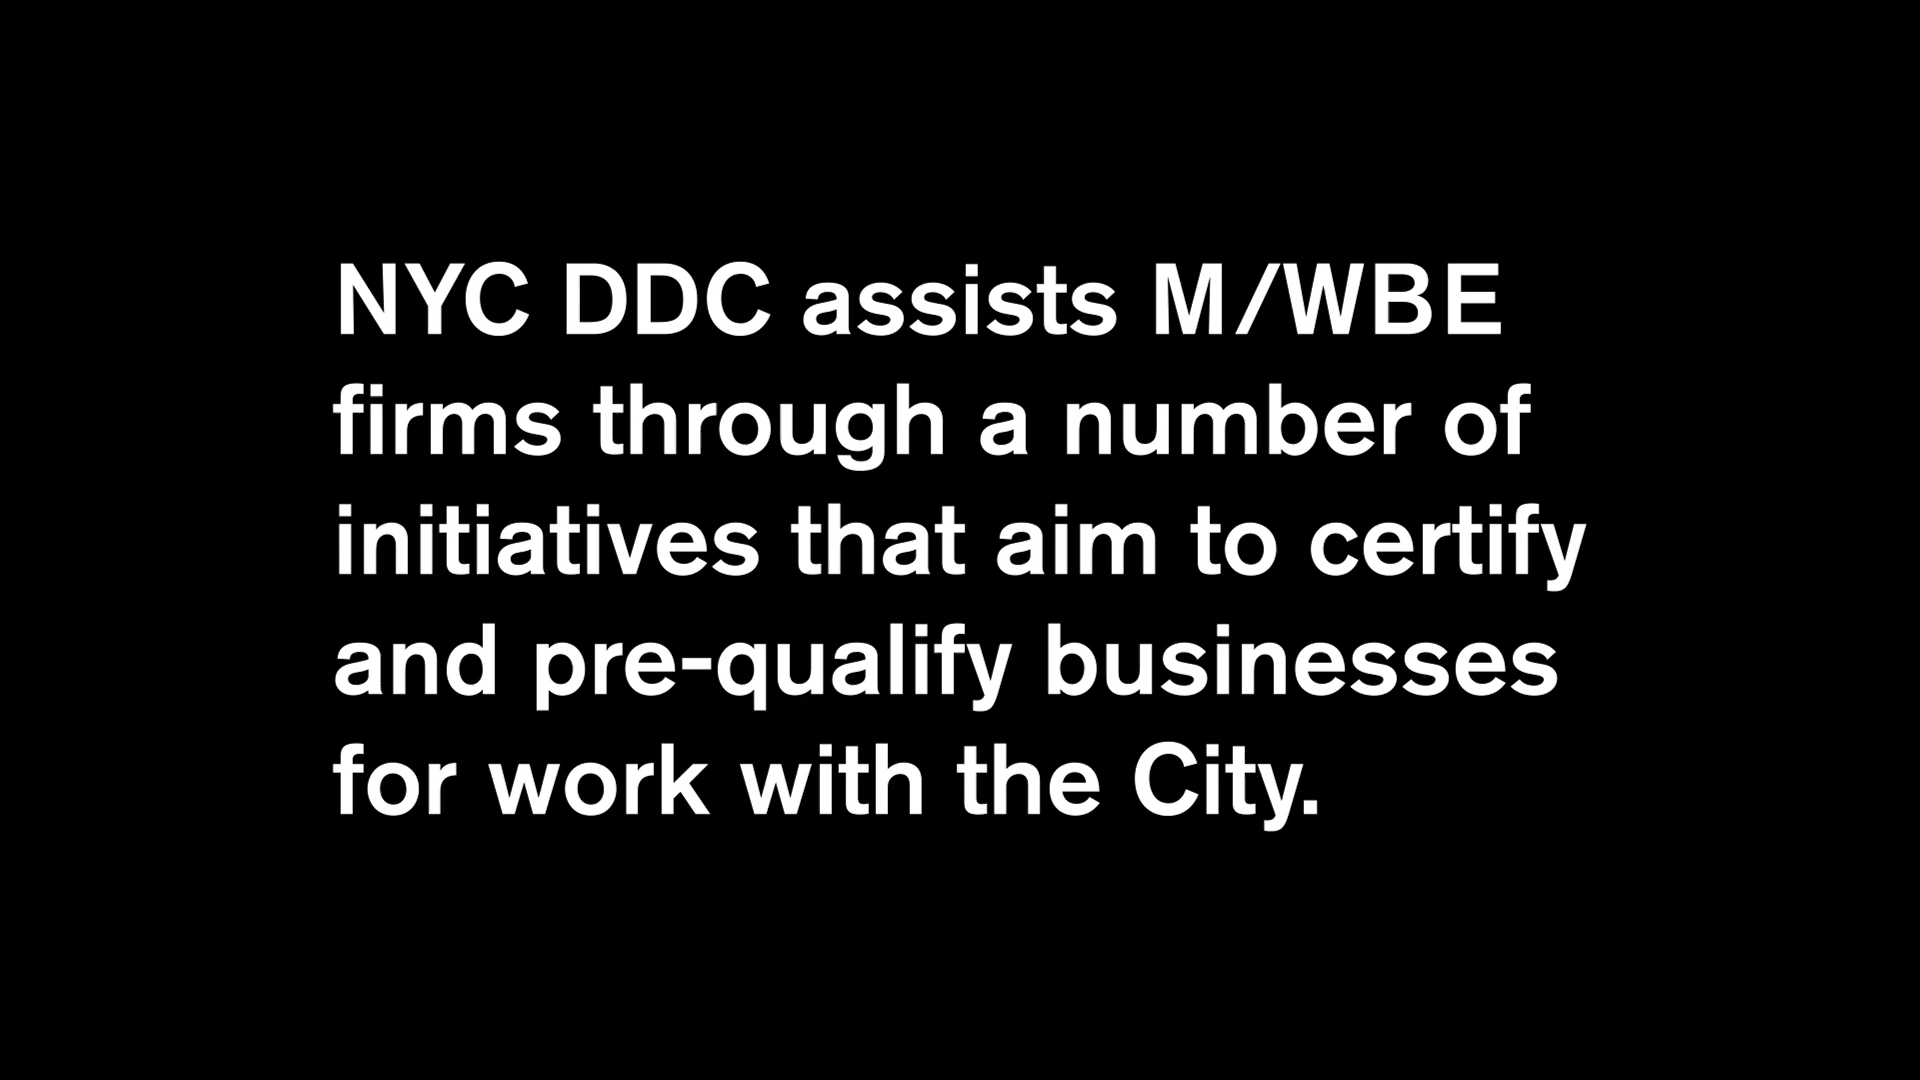 NYC DDC assists M/WBE
firms through a number of
initiatives that aim to certify
and pre-qualify businesses
for work with the City.